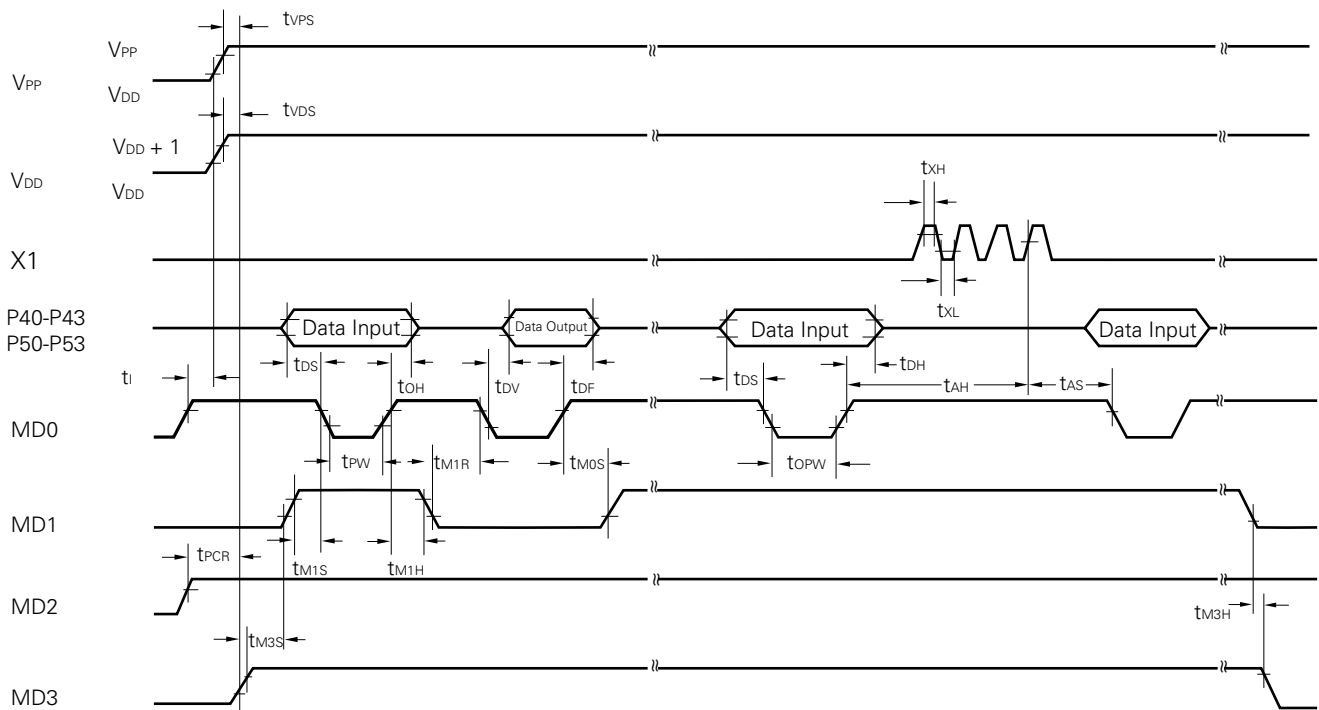 tVPS
VPP
VPP
VDD
tVDS
VDD + 1
VDD
VDD
tXH
X1
tXL
P40-P43
P50-P53
Data Input
Data Output
Data Input
Data Input
tI
tDS
tOH
tDV
tDF
tDS
tDH
tAH
tAS
MD0
tPW
tM1R
tM0S
tOPW
MD1
tPCR
tM1S
tM1H
MD2
tM3H
tM3S
MD3